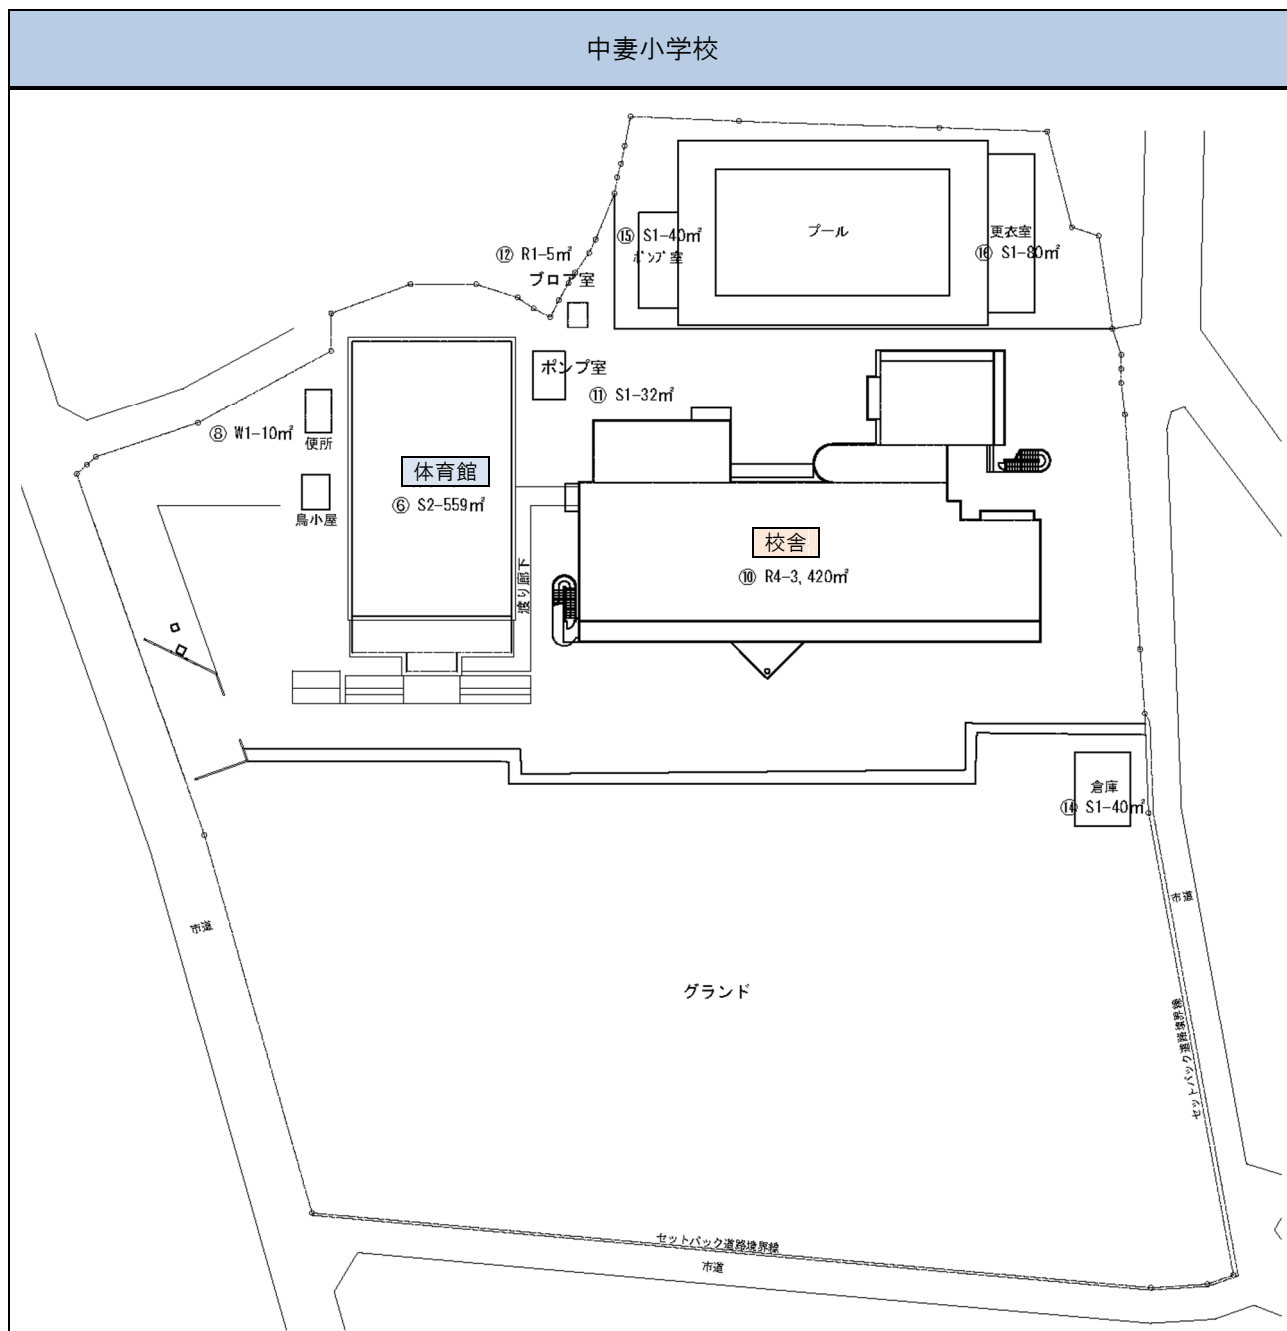 中妻小学校
プール
⑮ S1-40㎡
ポンプ室
更衣室
⑯ S1-80㎡
⑫ R1-5㎡
ブロア室
ポンプ室
⑪ S1-32㎡
⑧ W1-10㎡
便所
鳥小屋
体育館
⑥ S2-559㎡
渡り廊下
校舎
⑩ R4-3,420㎡
倉庫
⑭ S1-40㎡
市道
市道
グランド
セットバック道路境界線
セットバック道路境界線
市道